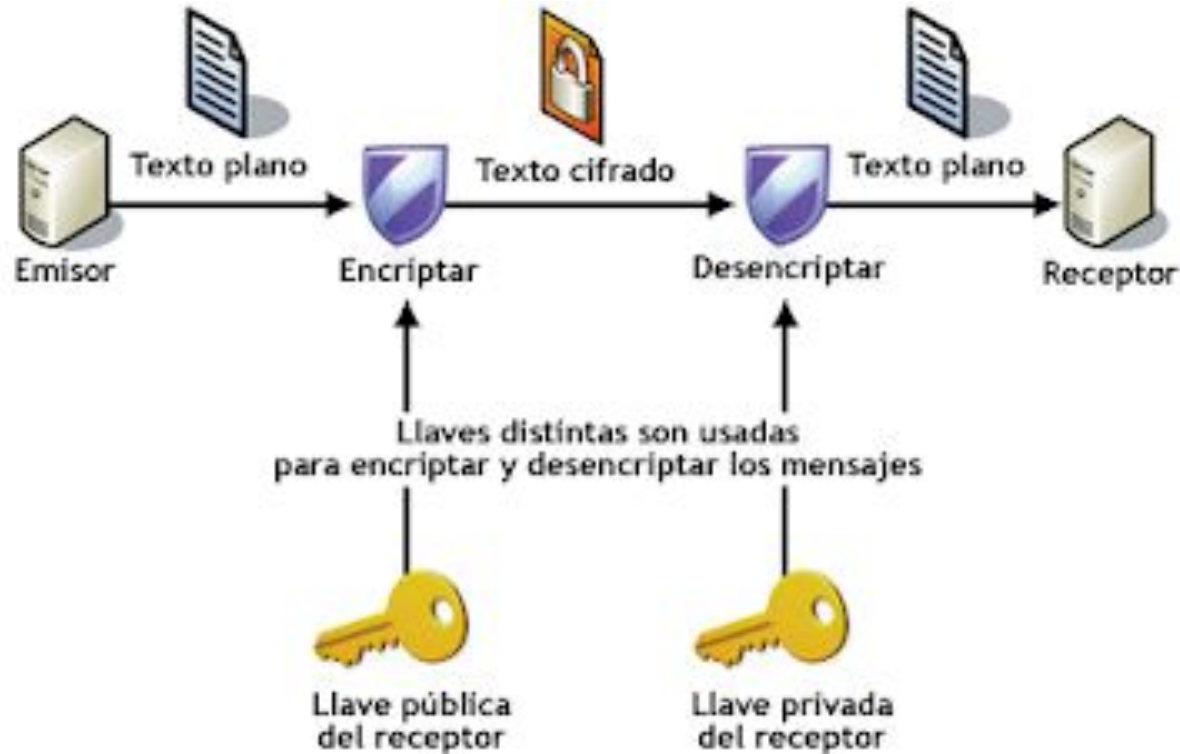 Texto plano
Texto cifrado
Texto plano
Emisor
Encriptar
Desencriptar
Receptor
Llaves distintas son usadas
para encriptar y desencriptar los mensajes
Llave pública
del receptor
Llave privada
del receptor